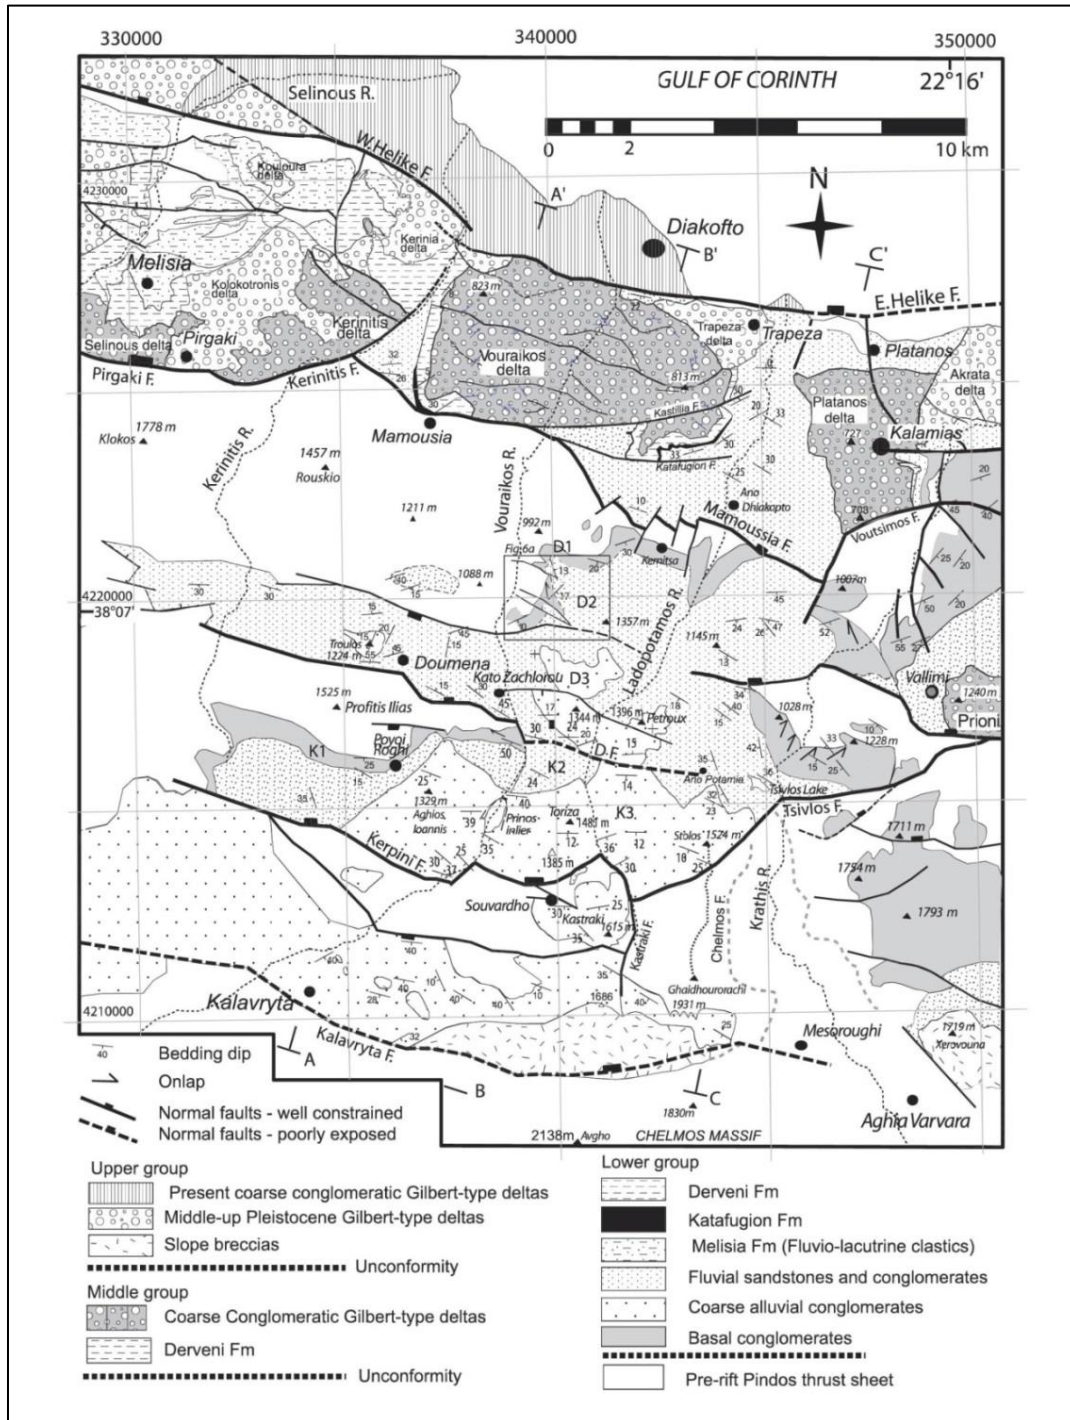 330000
340000
350000
GULF OF CORINTH
22°16'
Selinous R.
0 2 10 km
W.Helike F.
Kouloura
delta
4230000
N
A'
Diakofto
B'
C'
Kerinia
delta
Melisia
823 m
E.Helike F.
Kolokotronis
delta
Kerinitis
delta
Trapeza
delta
Trapeza
Selinous delta
Pirgaki
Platanos
Vouraikos
delta
Akrata
delta
Pirgaki F.
Kerinitis F.
813 m
Platanos
delta
Kastillia F.
1778 m
Klokos
Mamousia
727
Kalamias
Kerinitis R.
1457 m
Rouskio
Katafugion F.
Vouraikos R.
Ano
Dhiakopto
1211 m
703
Mamoussia F.
Voutsimos F.
992 m
Fig.6a
D1
Kernitsa
1088 m
1007m
4220000
38°07'
D2
1357 m
Ladopotamos R.
Troulos
1224 m
Doumena
1145 m
Kato Zachlorou
D3
Vallimi
1525 m
Profitis Ilias
1344 m
1396 m
Petroux
1028 m
1240 m
Prioni
K1
Povoi
Roghi
D.F.
1228 m
K2
Ano Potamia
Tsivlos Lake
Tsivlos F.
1329 m
Aghios
Ioannis
Prinos
inlier
Toriza
1481 m
K3
Stolos 1524 m
1711 m
Kerpini F.
1385 m
1754 m
Souvardho
Kastraki
1615 m
Kastraki F.
Chelmos F.
Krathis R.
1793 m
Kalavryta
Ghaidhourorachi
1931 m
1686
4210000
Kalavryta F.
Mesoroughi
1719 m
Xerovouna
A
B
C
1830m
Aghia Varvara
2138m Avgho
CHELMOS MASSIF
40
Bedding dip
Onlap
Normal faults - well constrained
Normal faults - poorly exposed
Upper group
Present coarse conglomeratic Gilbert-type deltas
Middle-up Pleistocene Gilbert-type deltas
Slope breccias
Unconformity
Middle group
Coarse Conglomeratic Gilbert-type deltas
Derveni Fm
Unconformity
Lower group
Derveni Fm
Katafugion Fm
Melisia Fm (Fluvio-lacutrine clastics)
Fluvial sandstones and conglomerates
Coarse alluvial conglomerates
Basal conglomerates
Pre-rift Pindos thrust sheet